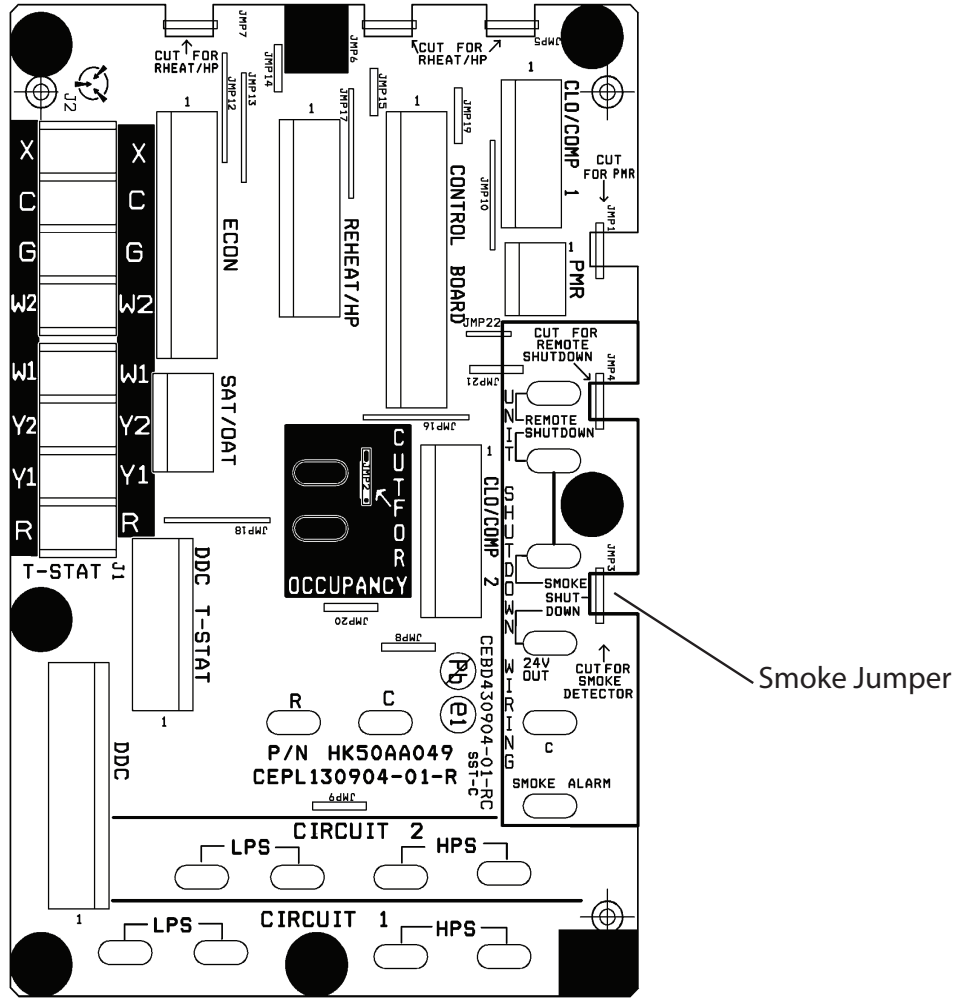 JMP7
CUT FOR
RHEAT/HP
JMP6
CUT FOR
RHEAT/HP
JMP5
J2
JMP12
JMP13
JMP14
JMP15
JMP17
JMP19
JMP10
1
ECON
1
REHEAT/HP
1
CONTROL BOARD
1
CLO/COMP 1
CUT
FOR PMR
JMP1
1
PMR
X
C
G
W2
W1
Y2
Y1
R
X
C
G
W2
W1
Y2
Y1
R
T-STAT
J1
SAT/OAT
JMP22
JMP21
JMP16
JMP18
CUT FOR
REMOTE
SHUTDOWN
JMP4
UNIT SHUTDOWN WIRING
REMOTE
SHUTDOWN
JMP2
CUT FOR
OCCUPANCY
1
CLO/COMP 2
JMP3
SMOKE
SHUT-
DOWN
Smoke Jumper
24V
OUT
CUT FOR
SMOKE
DETECTOR
C
SMOKE ALARM
DDC T-STAT
1
JMP20
JMP8
Pb
e1
CEBD430904-01-RC
SST-C
R
C
P/N HK50AA049
CEPL130904-01-R
JMP9
DDC
1
CIRCUIT 2
LPS
HPS
CIRCUIT 1
LPS
HPS